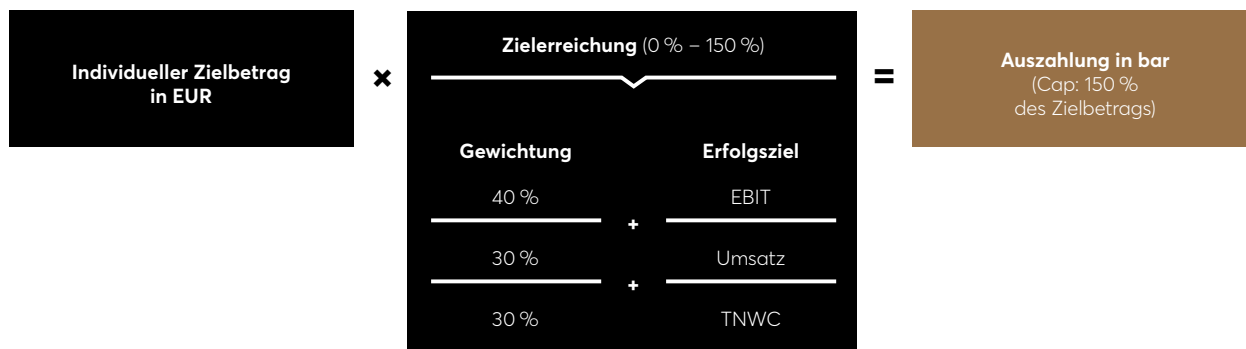 Individueller Zielbetrag
in EUR
×
Zielerreichung (0 % – 150 %)
Gewichtung Erfolgsziel
40 % EBIT
+
30 % Umsatz
+
30 % TNWC
=
Auszahlung in bar
(Cap: 150 %
des Zielbetrags)